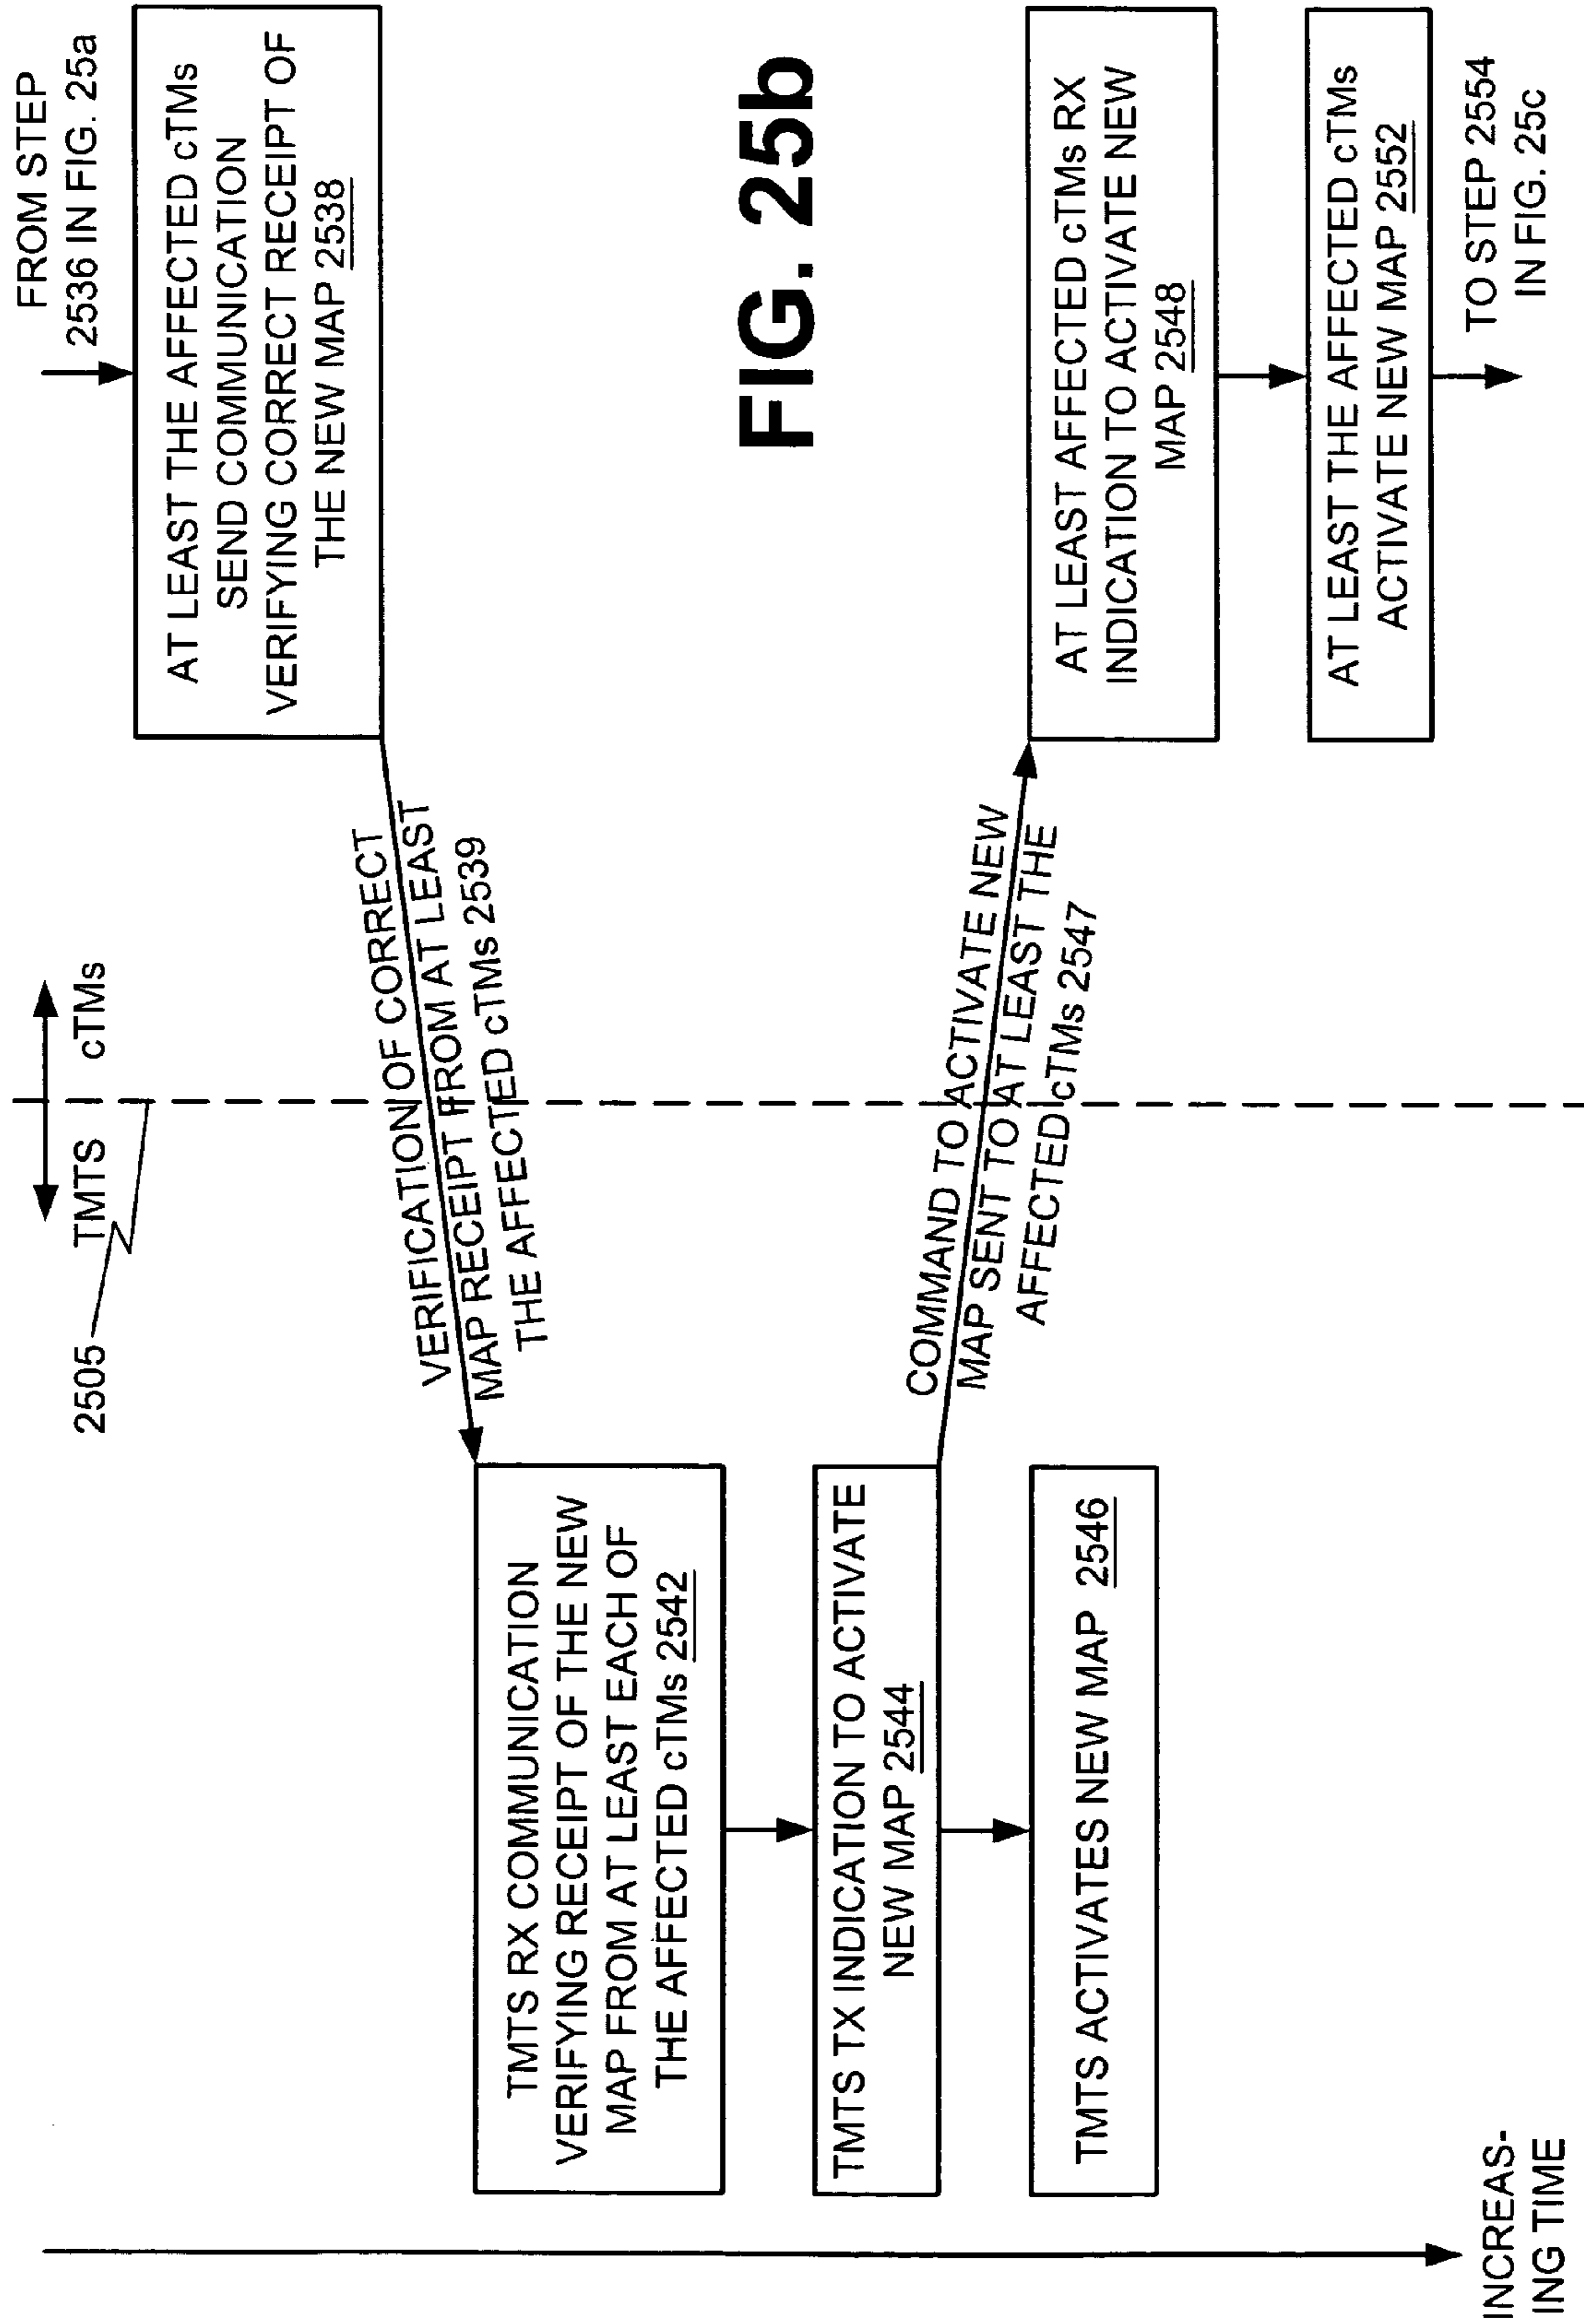 FROM STEP
2536 IN FIG. 25a
AT LEAST THE AFFECTED cTMs
SEND COMMUNICATION
VERIFYING CORRECT RECEIPT OF
THE NEW MAP 2538
TMTS cTMs
2505
VERIFICATION OF CORRECT
MAP RECEIPT FROM AT LEAST
THE AFFECTED cTMs 2539
TMTS RX COMMUNICATION
VERIFYING RECEIPT OF THE NEW
MAP FROM AT LEAST EACH OF
THE AFFECTED cTMs 2542
TMTS TX INDICATION TO ACTIVATE
NEW MAP 2544
TMTS ACTIVATES NEW MAP 2546
COMMAND TO ACTIVATE NEW
MAP SENT TO AT LEAST THE
AFFECTED cTMs 2547
FIG. 25b
AT LEAST AFFECTED cTMs RX
INDICATION TO ACTIVATE NEW
MAP 2548
AT LEAST THE AFFECTED cTMs
ACTIVATE NEW MAP 2552
TO STEP 2554
IN FIG. 25c
INCREAS-
ING TIME